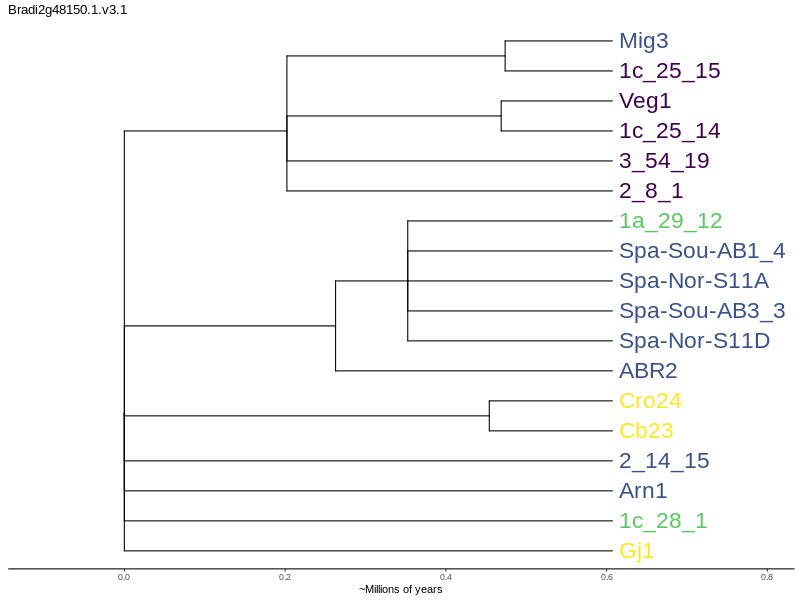 Bradi2g48150.1.v3.1
Mig3
1c_25_15
Veg1
1c_25_14
3_54_19
2_8_1
1a_29_12
Spa-Sou-AB1_4
Spa-Nor-S11A
Spa-Sou-AB3_3
Spa-Nor-S11D
ABR2
Cro24
Cb23
2_14_15
Arn1
1c_28_1
Gj1
0.0 0.2 0.4 0.6 0.8
~Millions of years